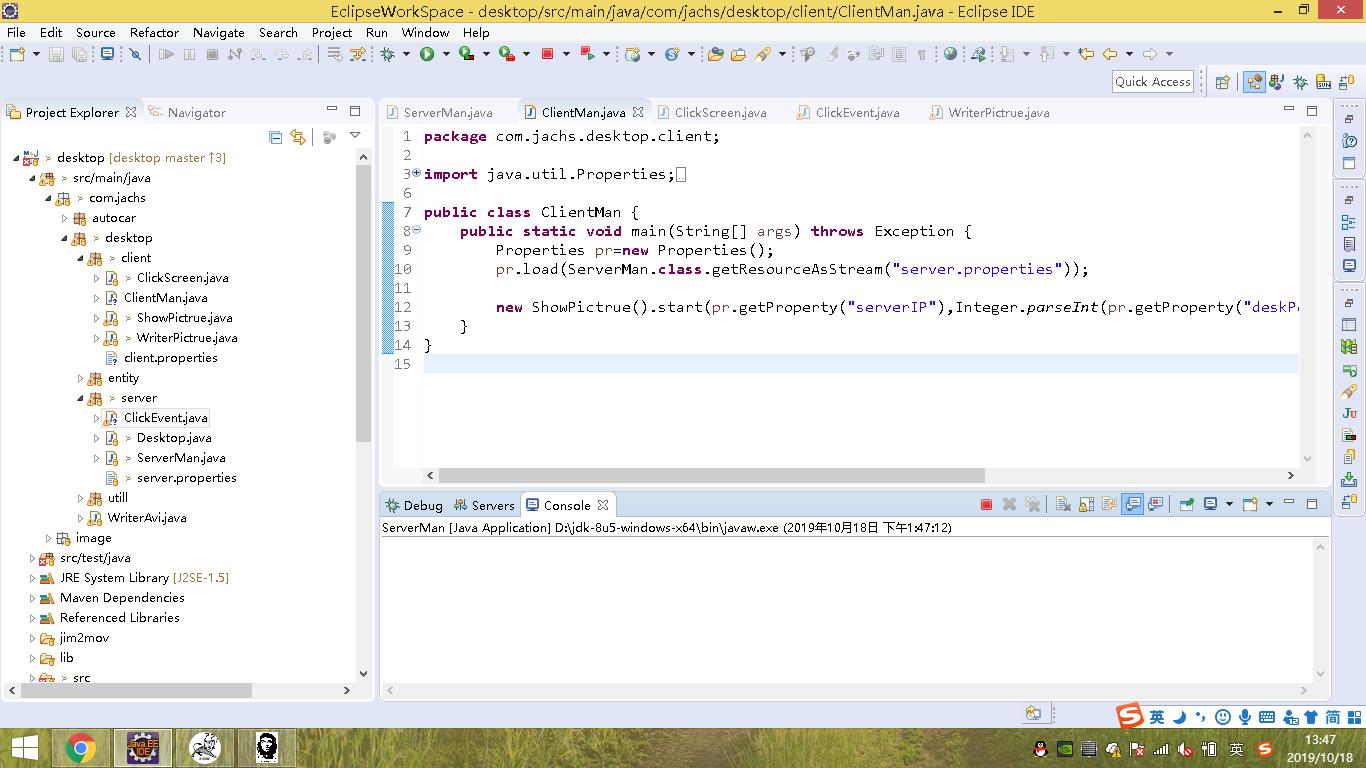 EclipseWorkSpace - desktop/src/main/java/com/jachs/desktop/client/ClientMan.java - Eclipse IDE
File Edit Source Refactor Navigate Search Project Run Window Help
Quick Access
Project Explorer Navigator
> desktop [desktop master ↑3]
> src/main/java
> com.jachs
autocar
> desktop
> client
> ClickScreen.java
ClientMan.java
> ShowPictrue.java
> WriterPictrue.java
client.properties
entity
> server
ClickEvent.java
> Desktop.java
> ServerMan.java
> server.properties
utill
WriterAvi.java
image
src/test/java
JRE System Library [J2SE-1.5]
Maven Dependencies
Referenced Libraries
jim2mov
lib
> src
ServerMan.java ClientMan.java ClickScreen.java ClickEvent.java WriterPictrue.java
1 package com.jachs.desktop.client;
2
3 import java.util.Properties;
6
7 public class ClientMan {
8 public static void main(String[] args) throws Exception {
9 Properties pr=new Properties();
10 pr.load(ServerMan.class.getResourceAsStream("server.properties"));
11
12 new ShowPictrue().start(pr.getProperty("serverIP"),Integer.parseInt(pr.getProperty("deskP
13 }
14 }
15
Debug Servers Console
ServerMan [Java Application] D:\jdk-8u5-windows-x64\bin\javaw.exe (2019年10月18日 下午1:47:12)
英 简
Java EE IDE
英
13:47
2019/10/18